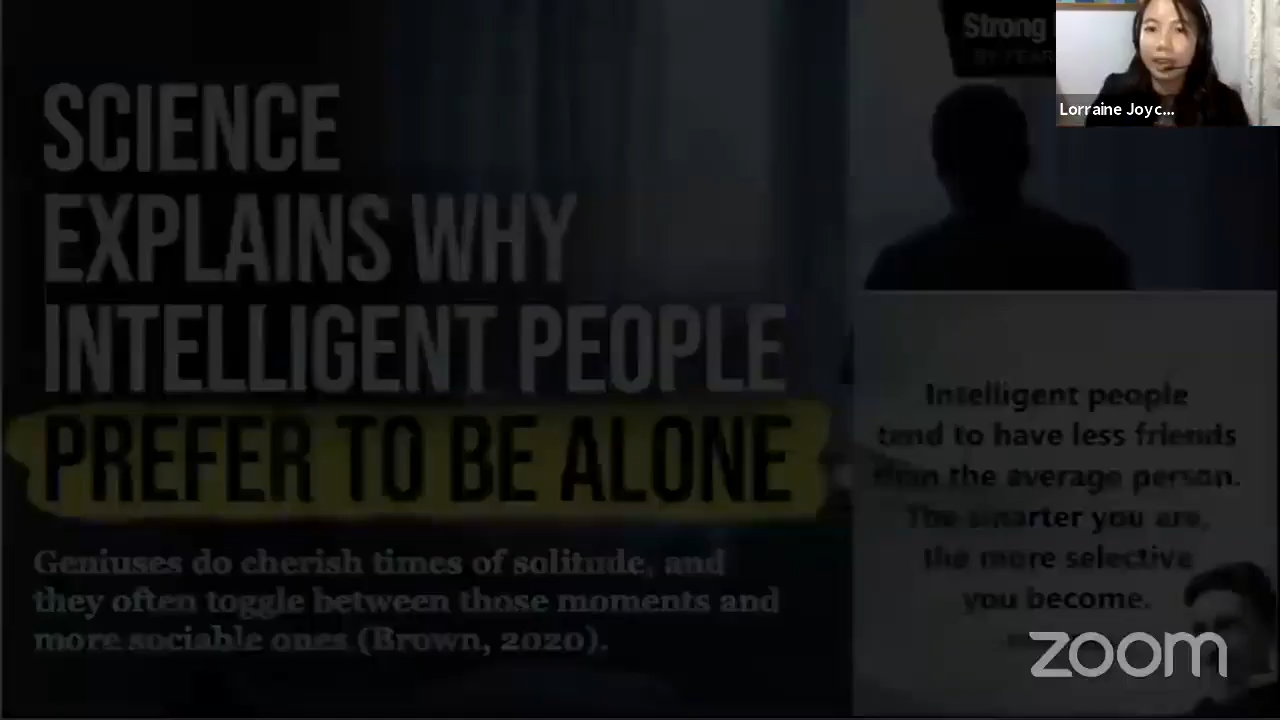 SCIENCE
EXPLAINS WHY
INTELLIGENT PEOPLE
PREFER TO BE ALONE
Geniuses do cherish times of solitude, and
they often toggle between those moments and
more sociable ones (Brown, 2020).
Strong
BY FEAR
Intelligent people
tend to have less friends
than the average person.
The smarter you are,
the more selective
you become.
Lorraine Joyc...
zoom